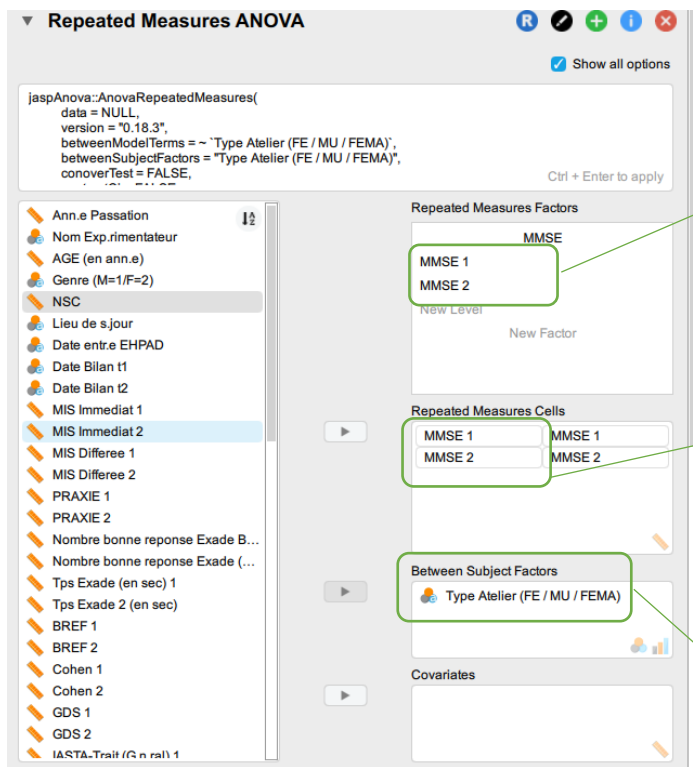 Repeated Measures ANOVA
R
Show all options
jaspAnova::AnovaRepeatedMeasures(
data = NULL,
version = "0.18.3",
betweenModelTerms = ~ `Type Atelier (FE / MU / FEMA)`,
betweenSubjectFactors = "Type Atelier (FE / MU / FEMA)",
conoverTest = FALSE,
Ctrl + Enter to apply
Ann.e Passation
Nom Exp.rimentateur
AGE (en ann.e)
Genre (M=1/F=2)
NSC
Lieu de s.jour
Date entr.e EHPAD
Date Bilan t1
Date Bilan t2
MIS Immediat 1
MIS Immediat 2
MIS Differee 1
MIS Differee 2
PRAXIE 1
PRAXIE 2
Nombre bonne reponse Exade B...
Nombre bonne reponse Exade (...
Tps Exade (en sec) 1
Tps Exade 2 (en sec)
BREF 1
BREF 2
Cohen 1
Cohen 2
GDS 1
GDS 2
IASTA-Trait (G.n.ral) 1
Repeated Measures Factors
MMSE
MMSE 1
MMSE 2
New Level
New Factor
Repeated Measures Cells
MMSE 1 MMSE 1
MMSE 2 MMSE 2
Between Subject Factors
Type Atelier (FE / MU / FEMA)
Covariates